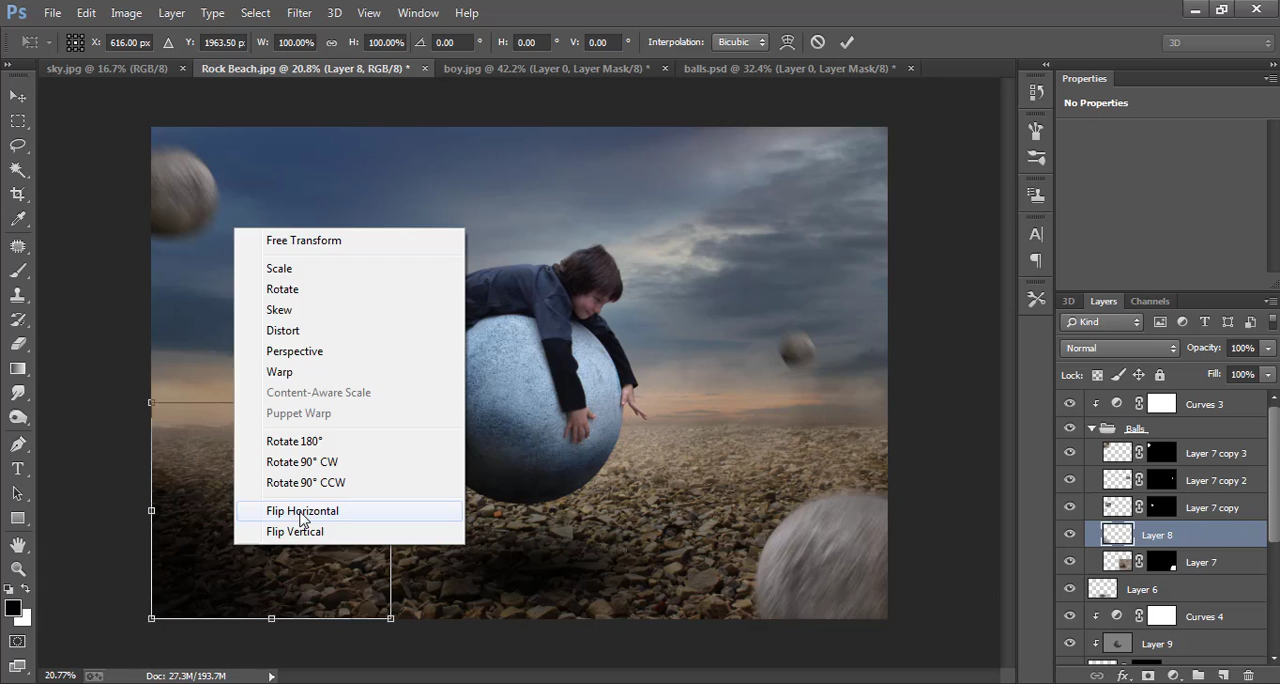 Ps File Edit Image Layer Type Select Filter 3D View Window Help
X: 616.00 px Y: 1963.50 p: W: 100.00% H: 100.00% 0.00 ° H: 0.00 ° V: 0.00 ° Interpolation: Bicubic 3D
sky.jpg @ 16.7% (RGB/8) × Rock Beach.jpg @ 20.8% (Layer 8, RGB/8) * × boy.jpg @ 42.2% (Layer 0, Layer Mask/8) * × balls.psd @ 32.4% (Layer 0, Layer Mask/8) * ×
Properties
No Properties
Free Transform
Scale
Rotate
Skew
Distort
Perspective
Warp
Content-Aware Scale
Puppet Warp
Rotate 180°
Rotate 90° CW
Rotate 90° CCW
Flip Horizontal
Flip Vertical
3D Layers Channels
Kind
Normal Opacity: 100%
Lock: Fill: 100%
Curves 3
Balls
Layer 7 copy 3
Layer 7 copy 2
Layer 7 copy
Layer 8
Layer 7
Layer 6
Curves 4
Layer 9
20.77% Doc: 27.3M/193.7M